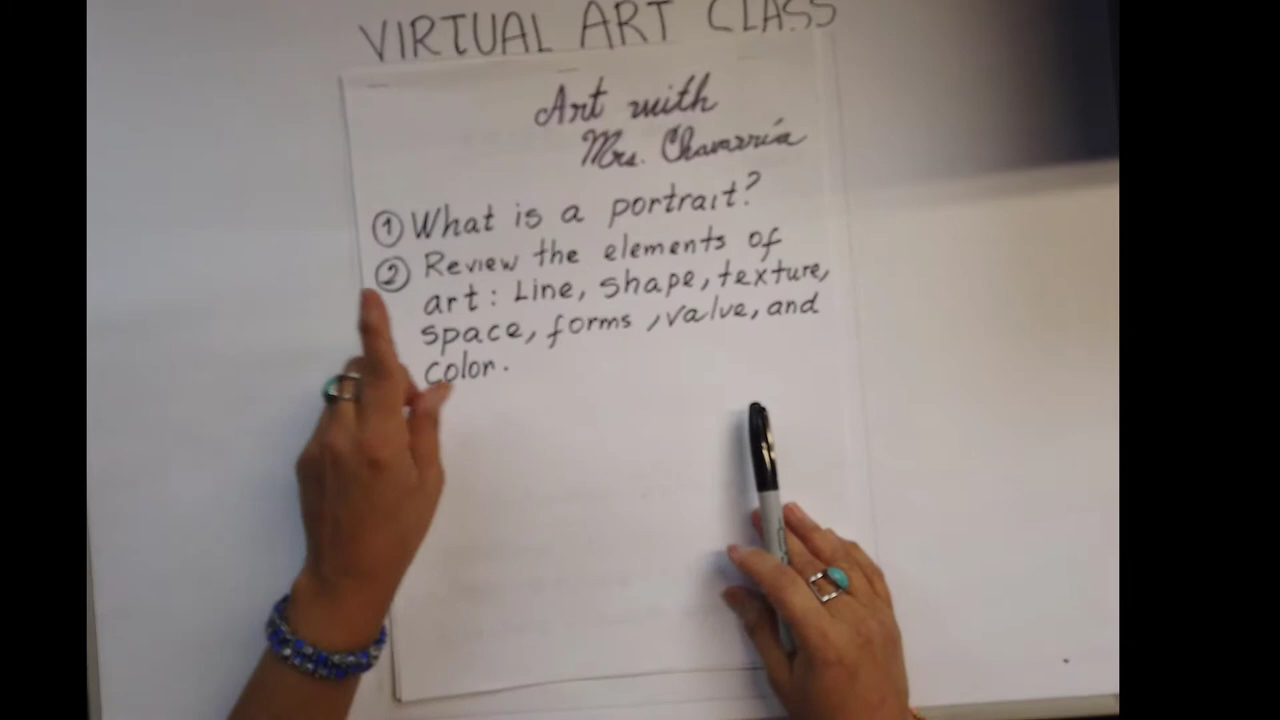 VIRTUAL ART CLASS
Art with
Mrs. Chavarría
① What is a portrait?
② Review the elements of
art: Line, shape, texture,
space, forms, value, and
color.